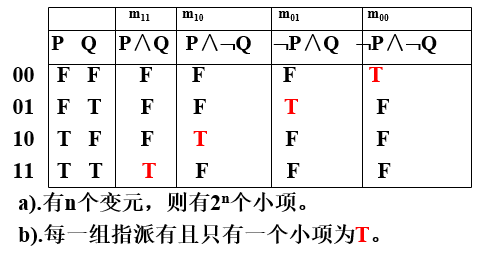 m11 m10 m01 m00
P Q P∧Q P∧¬Q ¬P∧Q ¬P∧¬Q
00 F F F F F T
01 F T F F T F
10 T F F T F F
11 T T T F F F
a).有n个变元，则有2ⁿ个小项。
b).每一组指派有且只有一个小项为T。